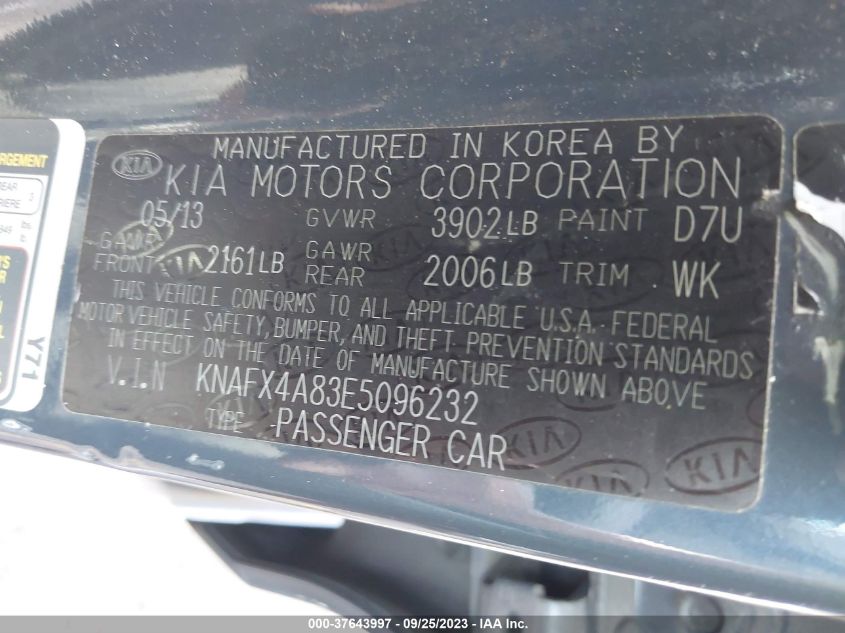 MANUFACTURED IN KOREA BY
KIA KIA MOTORS CORPORATION
05/13 GVWR 3902LB PAINT D7U
GAWR FRONT 2161LB GAWR REAR 2006LB TRIM WK
THIS VEHICLE CONFORMS TO ALL APPLICABLE U.S.A. FEDERAL
MOTOR VEHICLE SAFETY, BUMPER, AND THEFT PREVENTION STANDARDS
IN EFFECT ON THE DATE OF MANUFACTURE SHOWN ABOVE
V.I.N KNAFX4A83E5096232
TYPE PASSENGER CAR
KIA
KIA
KIA
KIA
REAR
Y71
000-37643997 - 09/25/2023 - IAAI.COM